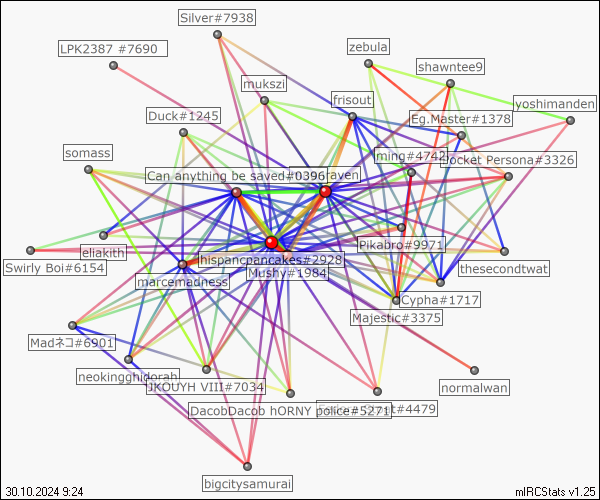 Silver#7938
LPK2387 #7690
zebula
shawntee9
mukszi
frisout
yoshimanden
Duck#1245
Eg.Master#1378
somass
ming#4742
Docket Persona#3326
Can anything be saved#0396
raven
eliakith
Pikabro#9971
Swirly Boi#6154
hispancpancakes#2928
thesecondtwat
Mushy#1984
marcemadness
Cypha#1717
Majestic#3375
Madネコ#6901
neokingghidorah
JKOUYH VIII#7034
normalwan
DacobDacob hORNY police#5271
#4479
bigcitysamurai
30.10.2024 9:24
mIRCStats v1.25